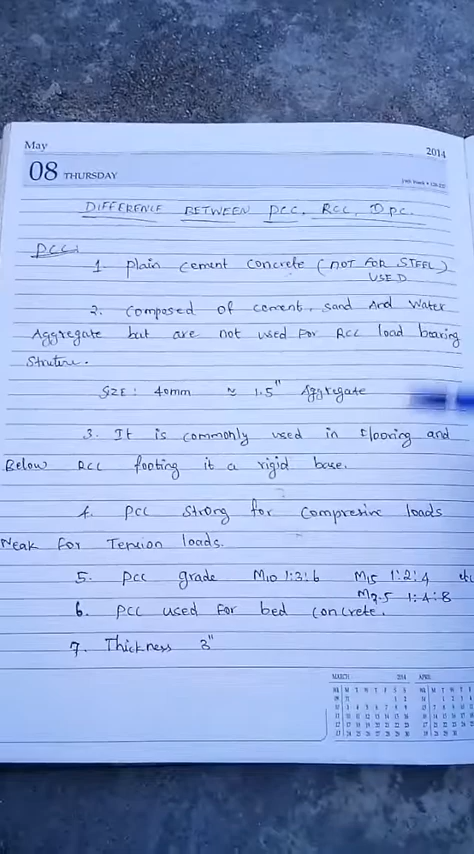 May
2014
08 THURSDAY
DIFFERENCE BETWEEN PCC, RCC, Dpc.
PCC:
1. plain cement concrete (NOT FOR STEEL)
USED
2. composed of cement, sand And Water
Aggregate but are not used For RCC load bearing
Struture.
SIZE: 40mm ≈ 1.5" Aggregate
3. It is commonly used in flooring and
Below RCC footing it a rigid base.
4. PCC strong for compresive loads
Weak for Tension loads.
5. PCC grade M10 1:3:6 M15 1:2:4 etc
M7.5 1:4:8
6. PCC used for bed concrete.
7. Thickness 3"
MARCH 2014 APRIL